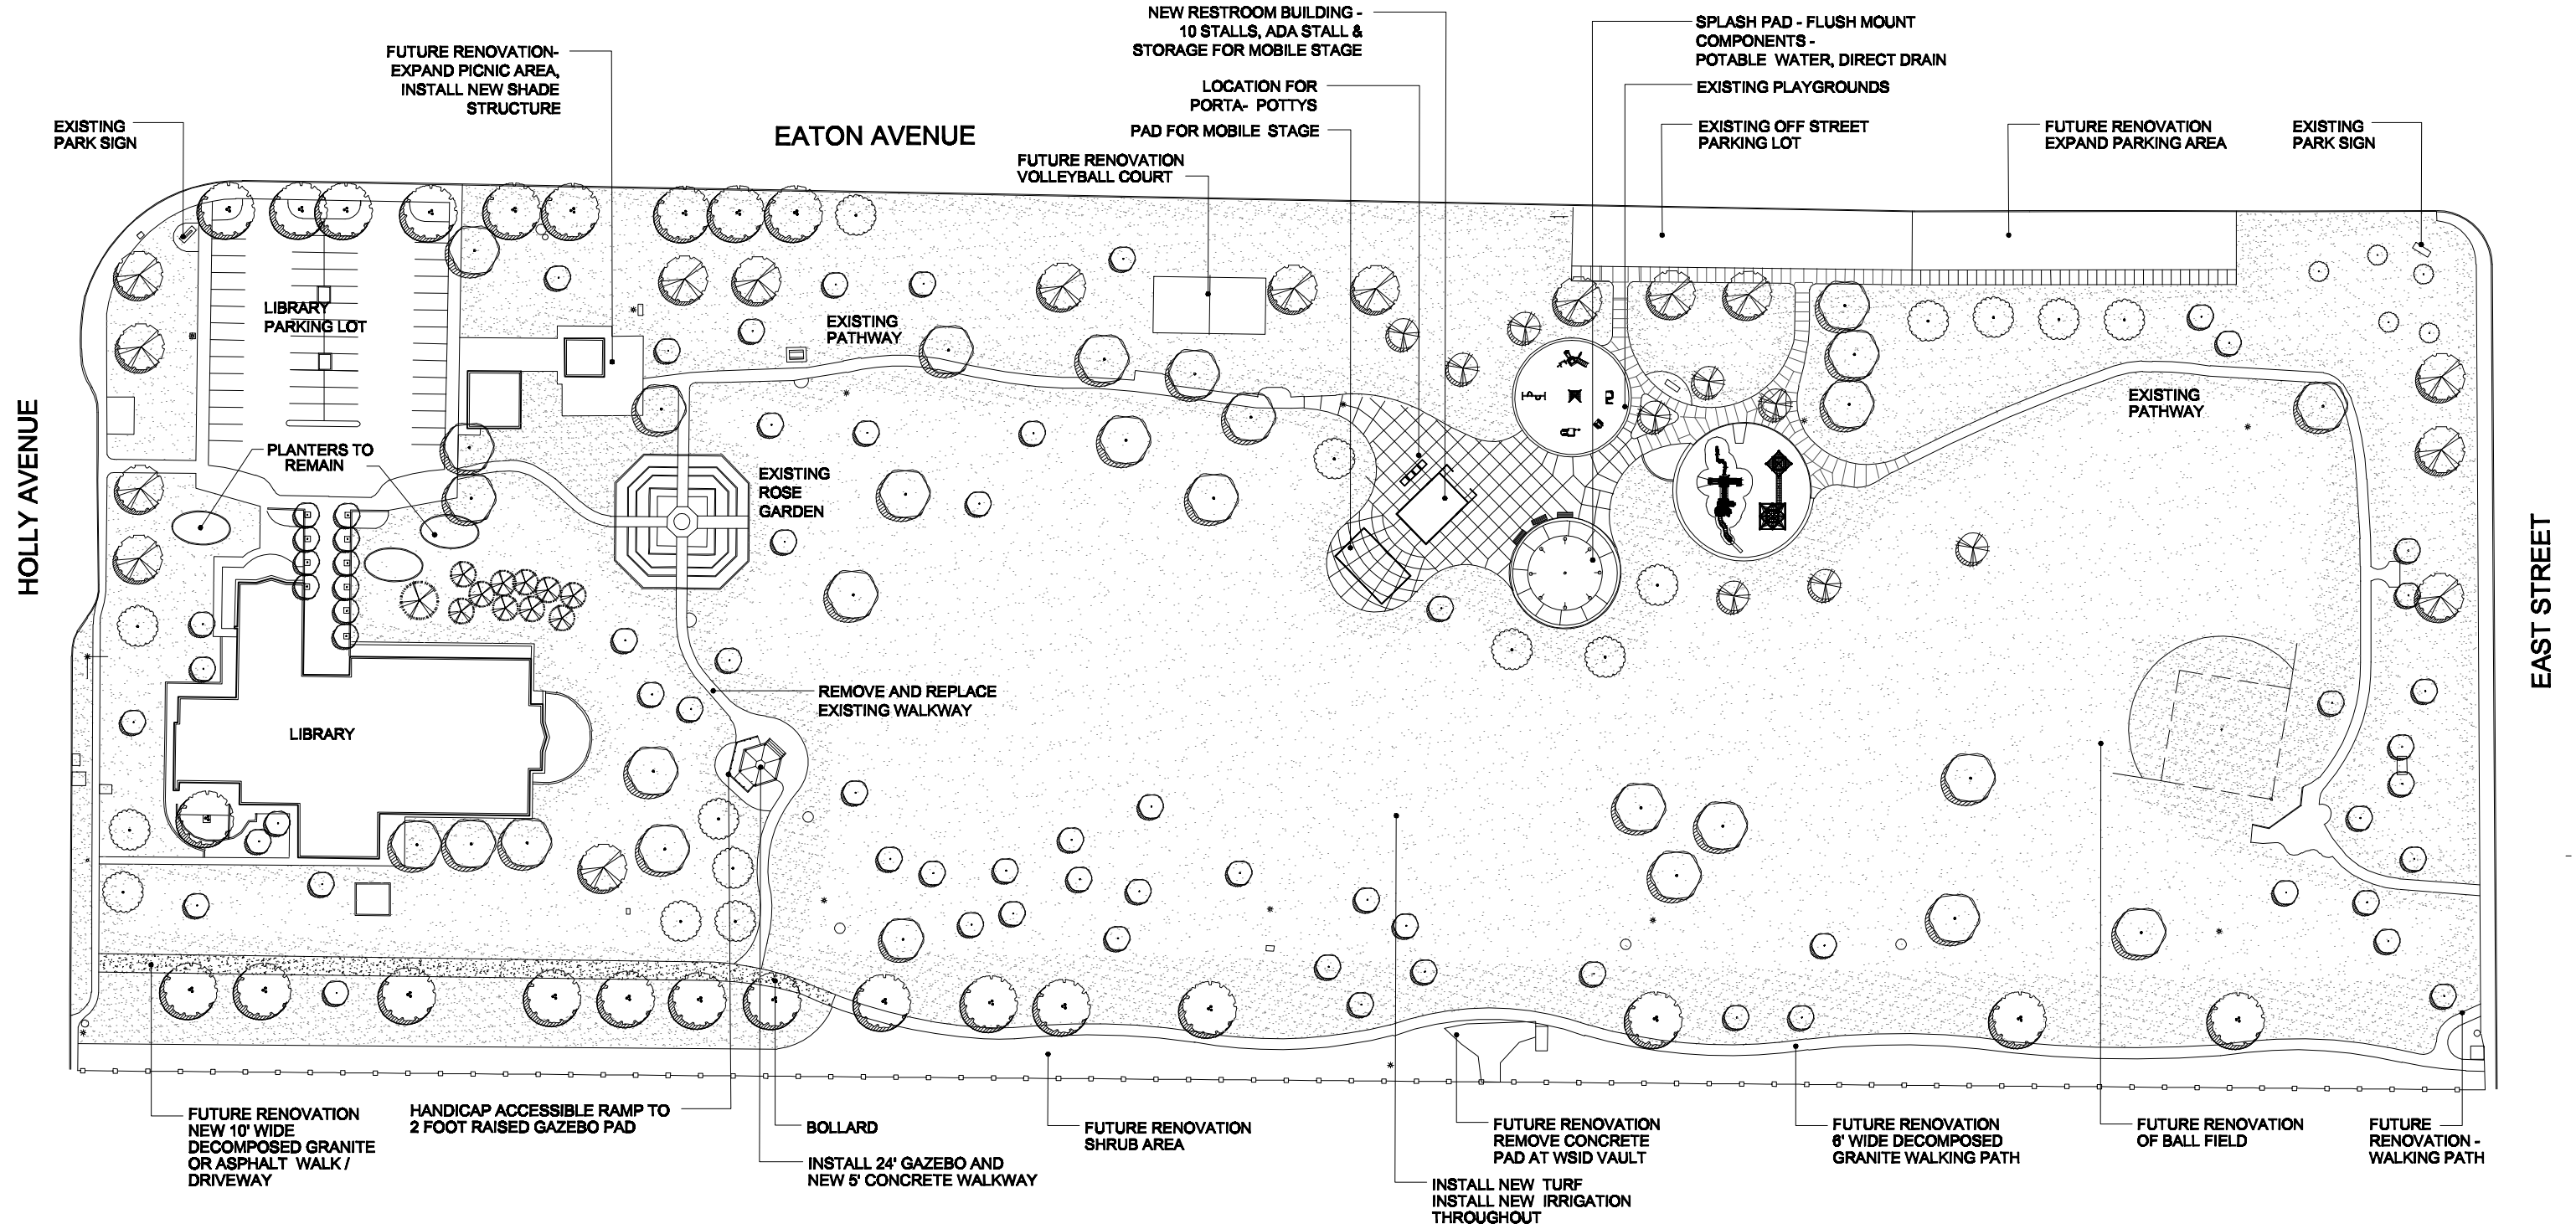 NEW RESTROOM BUILDING -
10 STALLS, ADA STALL &
STORAGE FOR MOBILE STAGE
SPLASH PAD - FLUSH MOUNT
COMPONENTS -
POTABLE WATER, DIRECT DRAIN
FUTURE RENOVATION-
EXPAND PICNIC AREA,
INSTALL NEW SHADE
STRUCTURE
LOCATION FOR
PORTA- POTTYS
EXISTING PLAYGROUNDS
EXISTING
PARK SIGN
EATON AVENUE
PAD FOR MOBILE STAGE
EXISTING OFF STREET
PARKING LOT
FUTURE RENOVATION
EXPAND PARKING AREA
EXISTING
PARK SIGN
FUTURE RENOVATION
VOLLEYBALL COURT
LIBRARY
PARKING LOT
EXISTING
PATHWAY
EXISTING
PATHWAY
HOLLY AVENUE
PLANTERS TO
REMAIN
EXISTING
ROSE
GARDEN
EAST STREET
REMOVE AND REPLACE
EXISTING WALKWAY
LIBRARY
FUTURE RENOVATION
NEW 10' WIDE
DECOMPOSED GRANITE
OR ASPHALT WALK /
DRIVEWAY
HANDICAP ACCESSIBLE RAMP TO
2 FOOT RAISED GAZEBO PAD
BOLLARD
INSTALL 24' GAZEBO AND
NEW 5' CONCRETE WALKWAY
FUTURE RENOVATION
SHRUB AREA
FUTURE RENOVATION
REMOVE CONCRETE
PAD AT WSID VAULT
INSTALL NEW TURF
INSTALL NEW IRRIGATION
THROUGHOUT
FUTURE RENOVATION
6' WIDE DECOMPOSED
GRANITE WALKING PATH
FUTURE RENOVATION
OF BALL FIELD
FUTURE
RENOVATION -
WALKING PATH